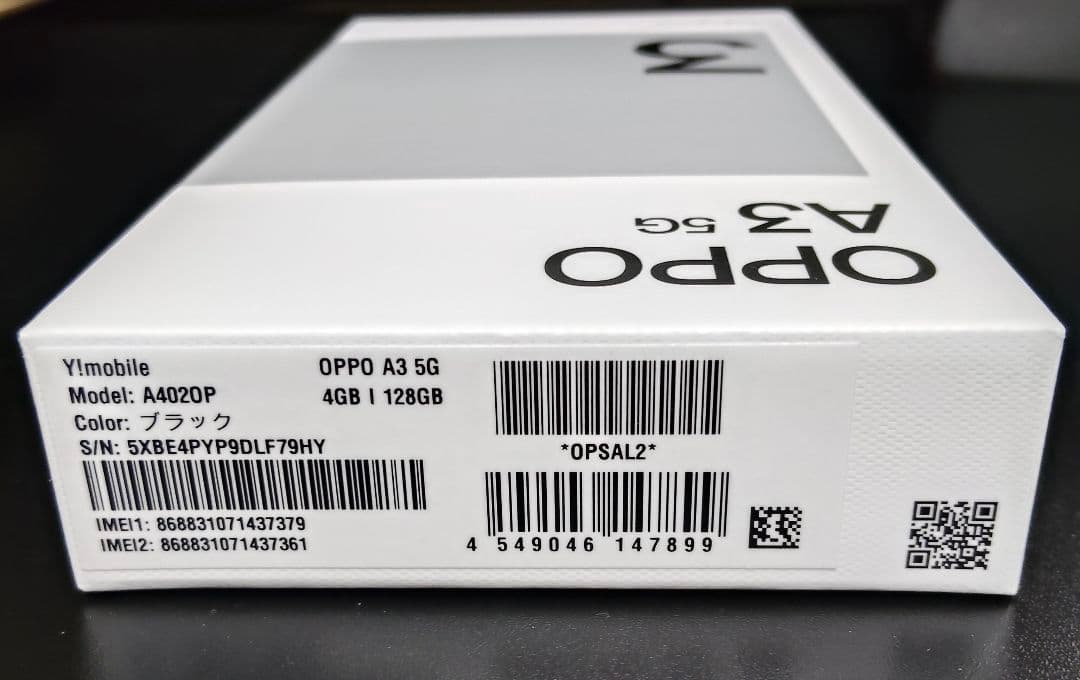 3
A3 5G
OPPO
Y!mobile OPPO A3 5G
Model: A402OP 4GB | 128GB
Color: ブラック
S/N: 5XBE4PYP9DLF79HY
*OPSAL2*
IMEI1: 868831071437379
IMEI2: 868831071437361
4 549046 147899